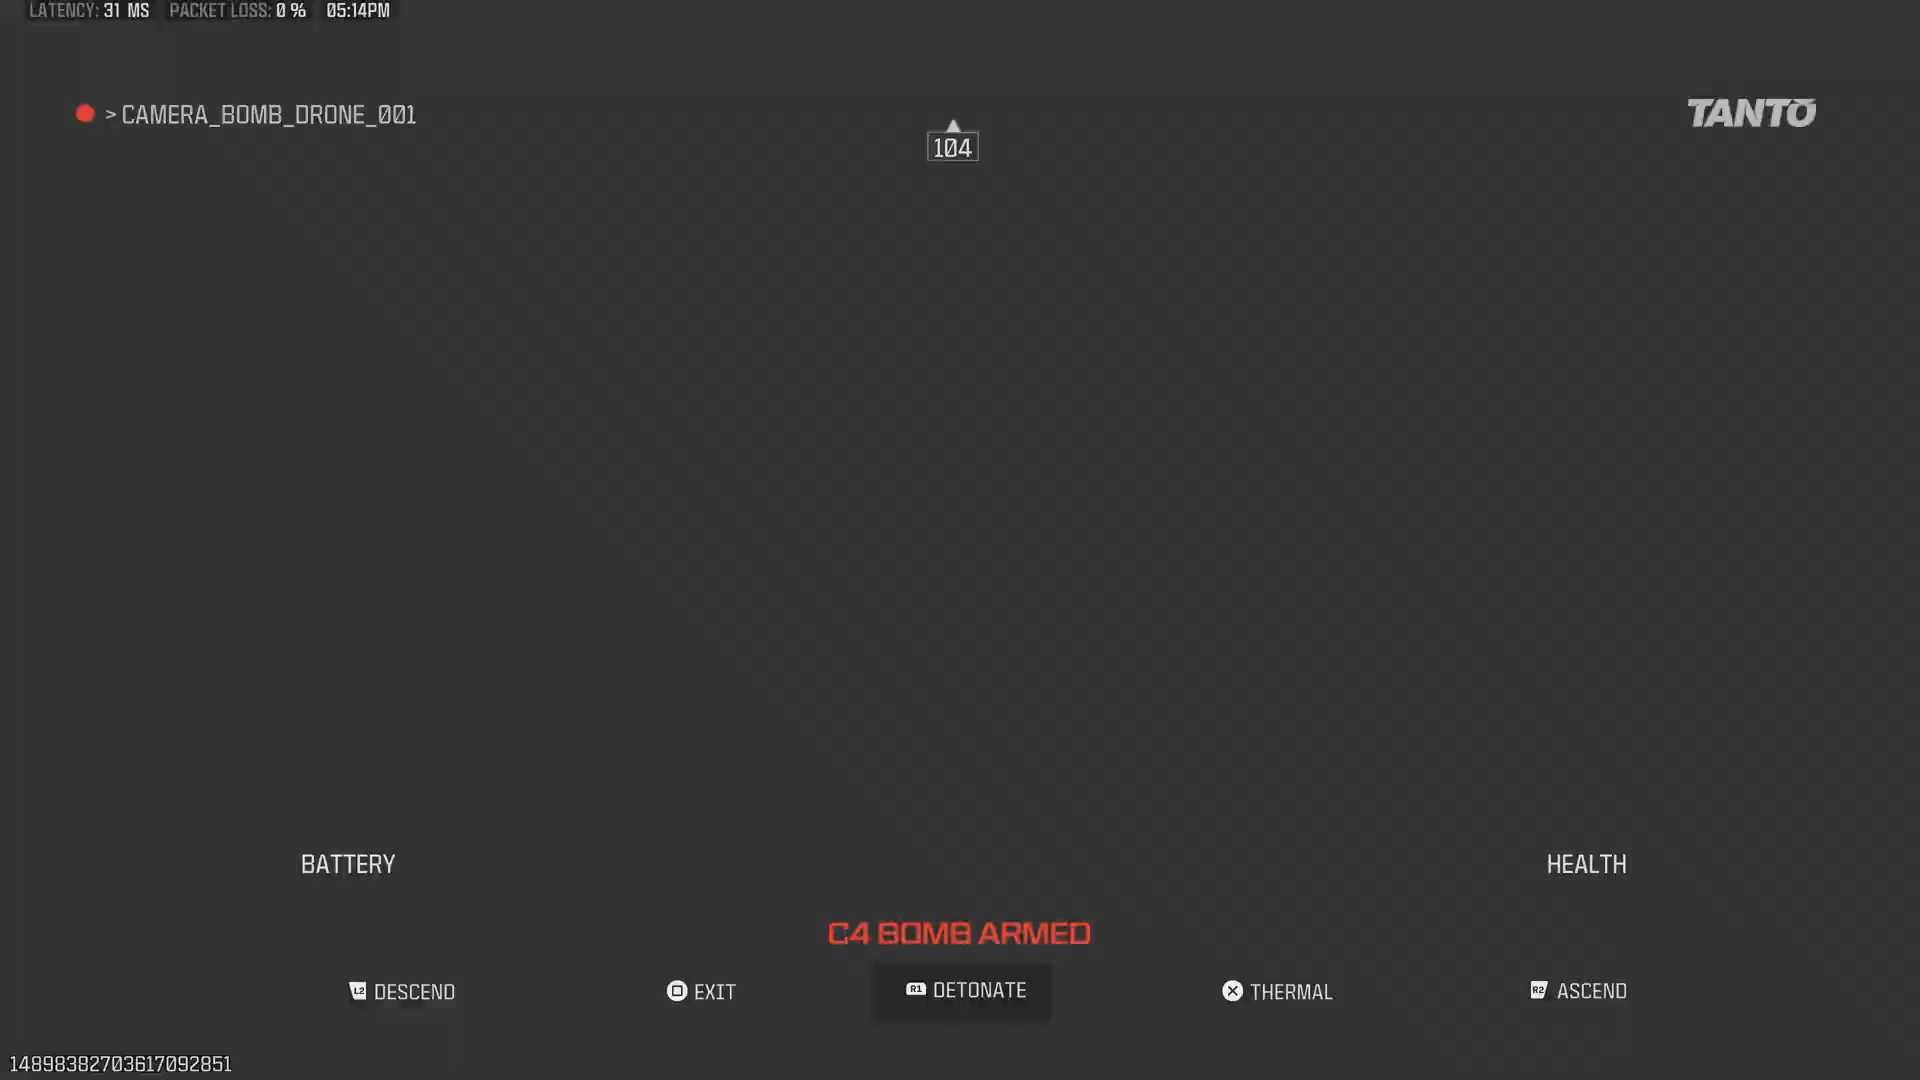 LATENCY: 31 MS PACKET LOSS: 0 % 05:14PM
> CAMERA_BOMB_DRONE_001
TANTO
104
BATTERY
HEALTH
C4 BOMB ARMED
L2 DESCEND
EXIT
R1 DETONATE
THERMAL
R2 ASCEND
14898382703617092851